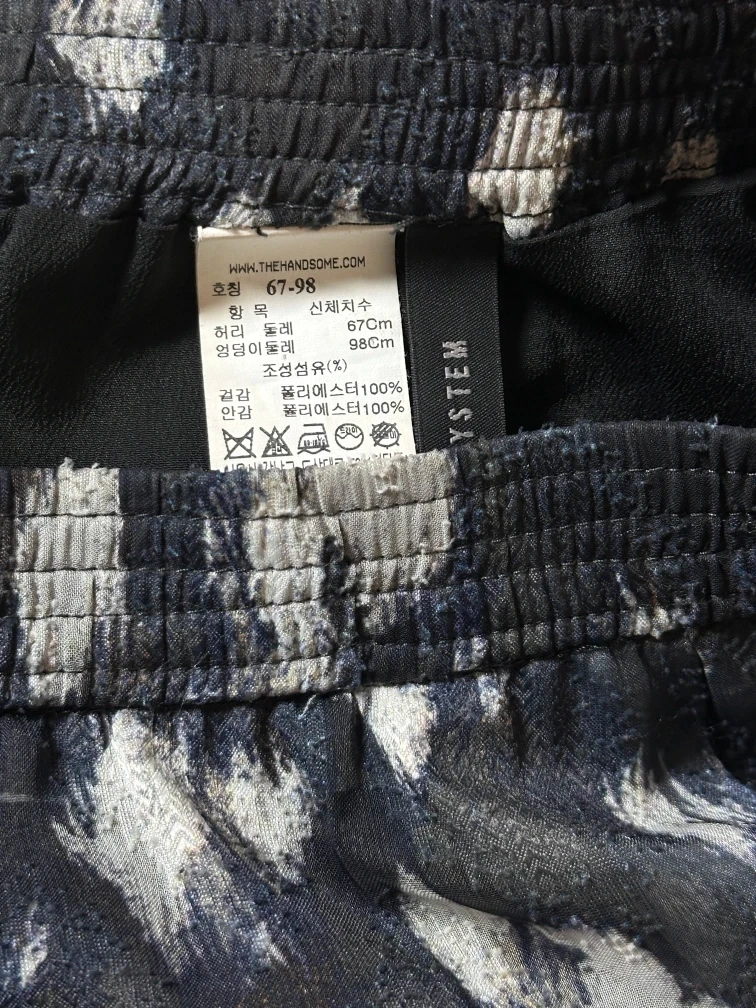 WWW.THEHANDSOME.COM
호칭 67-98
항 목 신체치수
허리 둘레 67Cm
엉덩이둘레 98Cm
조성섬유(%)
겉감 폴리에스터100%
안감 폴리에스터100%
YSTEM